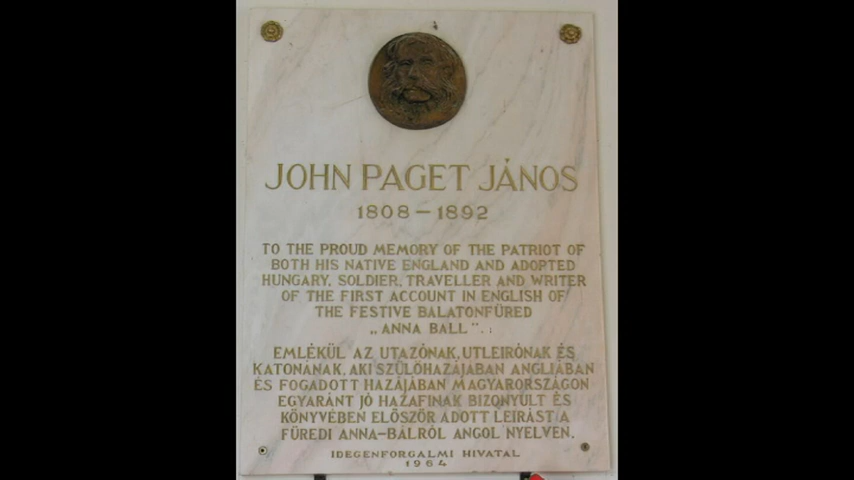 JOHN PAGET JÁNOS
1808 – 1892
TO THE PROUD MEMORY OF THE PATRIOT OF
BOTH HIS NATIVE ENGLAND AND ADOPTED
HUNGARY, SOLDIER, TRAVELLER AND WRITER
OF THE FIRST ACCOUNT IN ENGLISH OF
THE FESTIVE BALATONFÜRED
„ANNA BALL".
EMLÉKÜL AZ UTAZÓNAK, UTLEIRÓNAK ÉS
KATONÁNAK, AKI SZÜLŐHAZÁJÁBAN ANGLIÁBAN
ÉS FOGADOTT HAZÁJÁBAN MAGYARORSZÁGON
EGYARÁNT JÓ HAZAFINAK BIZONYULT ÉS
KÖNYVÉBEN ELŐSZÖR ADOTT LEIRÁST A
FÜREDI ANNA–BÁLRÓL ANGOL NYELVEN.
IDEGENFORGALMI HIVATAL
1964